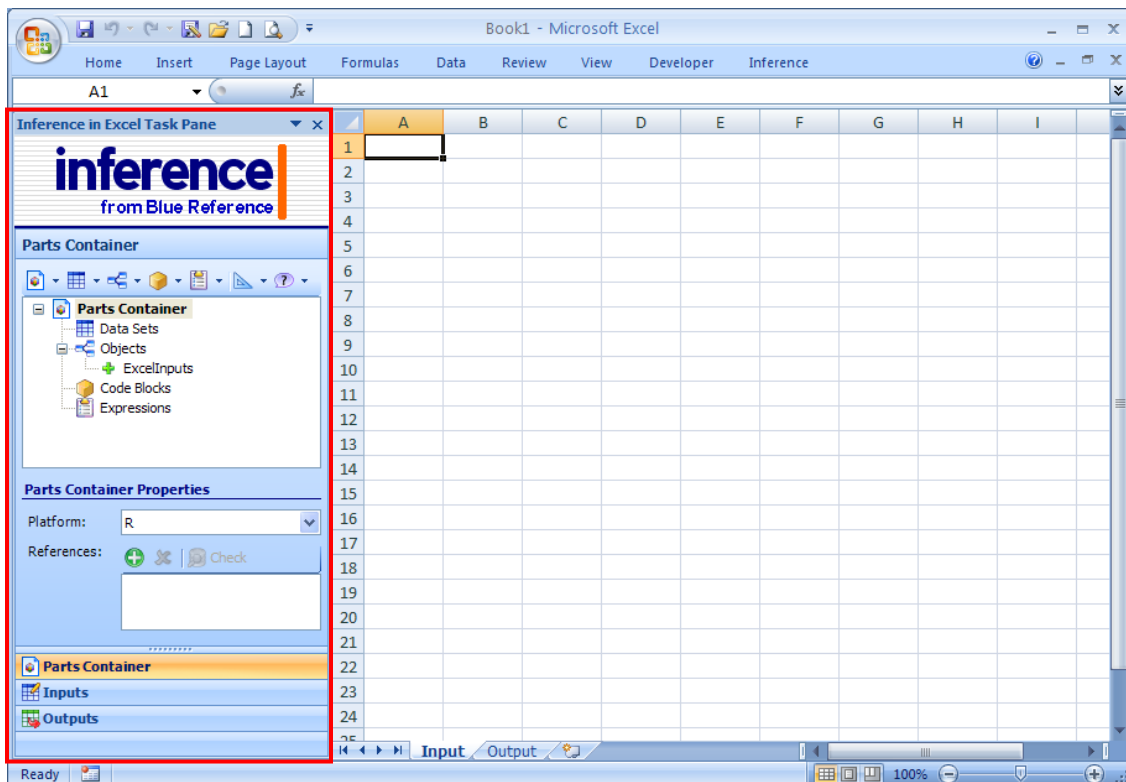 Book1 - Microsoft Excel
Home Insert Page Layout Formulas Data Review View Developer Inference
A1 fx
Inference in Excel Task Pane
inference
from Blue Reference
Parts Container
Parts Container
Data Sets
Objects
ExcelInputs
Code Blocks
Expressions
Parts Container Properties
Platform: R
References: Check
Parts Container
Inputs
Outputs
A B C D E F G H I
1
2
3
4
5
6
7
8
9
10
11
12
13
14
15
16
17
18
19
20
21
22
23
24
25
Input Output
Ready 100%